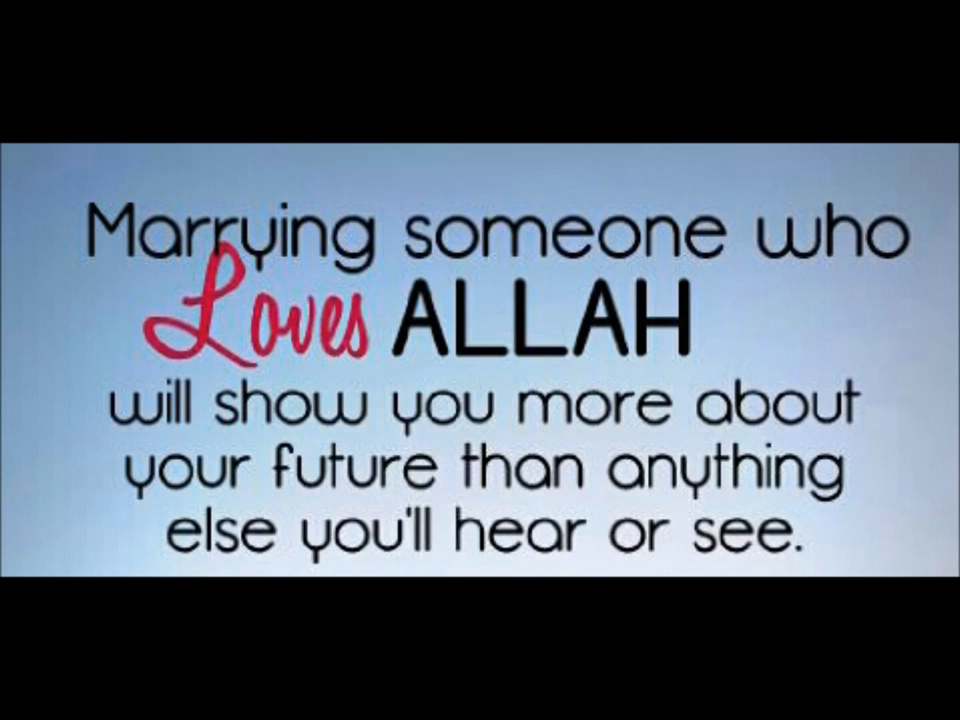 Marrying someone who
Loves ALLAH
will show you more about
your future than anything
else you'll hear or see.